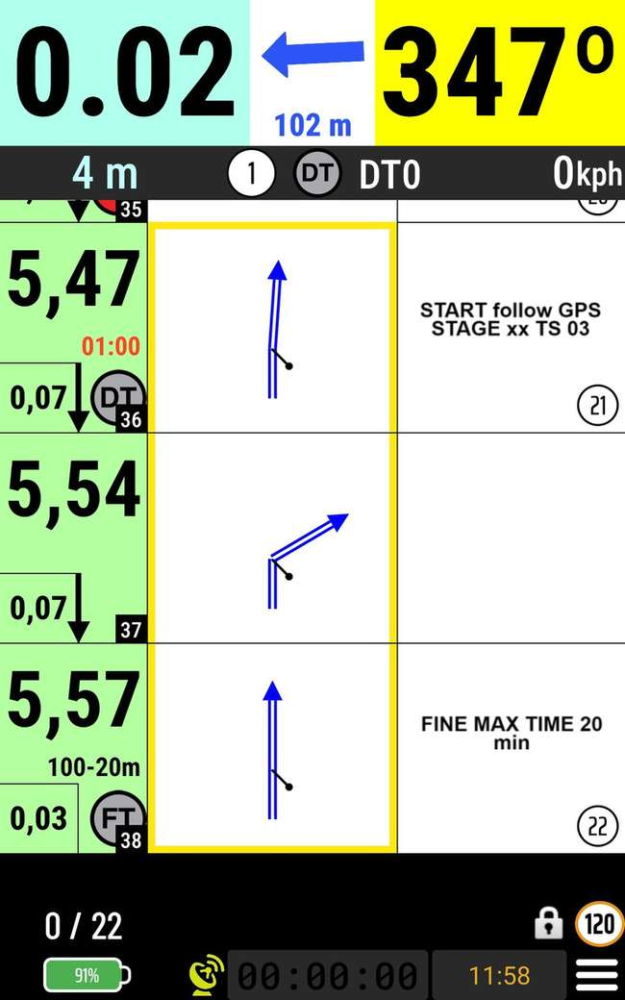 0.02
102 m
347º
4 m
1
DT
DT0
0kph
35
5,47
01:00
0,07
DT
36
START follow GPS
STAGE xx TS 03
21
5,54
0,07
37
5,57
100-20m
0,03
FT
38
FINE MAX TIME 20
min
22
0 / 22
120
91%
00:00:00
11:58